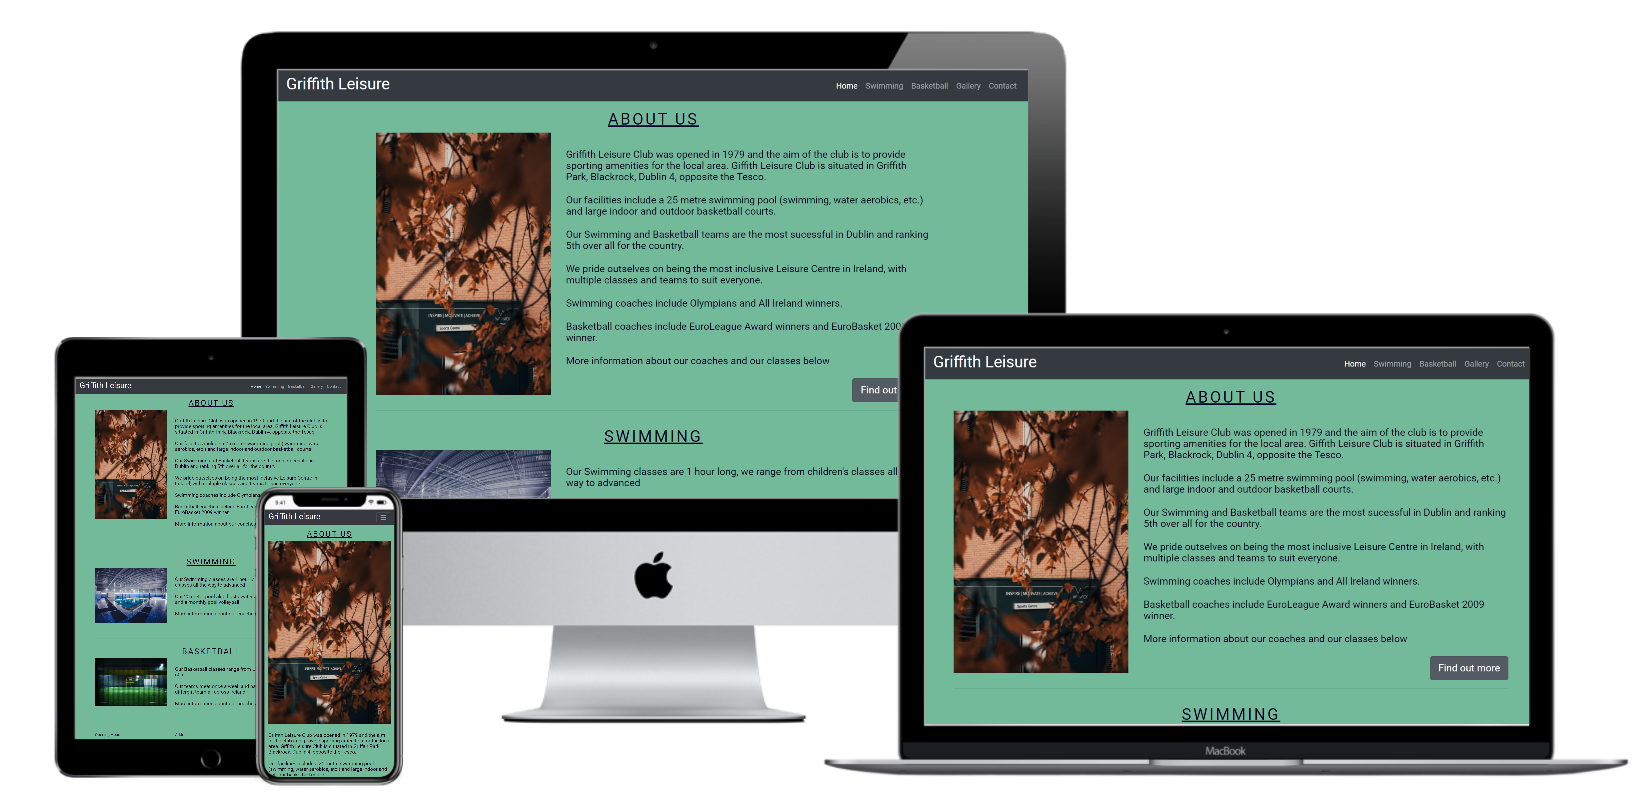 Griffith Leisure
Home Swimming Basketball Gallery Contact
ABOUT US
Griffith Leisure Club was opened in 1979 and the aim of the club is to provide
sporting amenities for the local area. Giffith Leisure Club is situated in Griffith
Park, Blackrock, Dublin 4, opposite the Tesco.
Our facilities include a 25 metre swimming pool (swimming, water aerobics, etc.)
and large indoor and outdoor basketball courts.
Our Swimming and Basketball teams are the most sucessful in Dublin and ranking
5th over all for the country.
We pride outselves on being the most inclusive Leisure Centre in Ireland, with
multiple classes and teams to suit everyone.
Swimming coaches include Olympians and All Ireland winners.
Basketball coaches include EuroLeague Award winners and EuroBasket 200
winner.
More information about our coaches and our classes below
Find out
SWIMMING
Our Swimming classes are 1 hour long, we range from children's classes all
way to advanced
Griffith Leisure
Home Swimming Basketball Gallery Contact
ABOUT US
SWIMMING
BASKETBAL
9:41
Griffith Leisure
ABOUT US
Griffith Leisure
Home Swimming Basketball Gallery Contact
ABOUT US
Griffith Leisure Club was opened in 1979 and the aim of the club is to provide
sporting amenities for the local area. Giffith Leisure Club is situated in Griffith
Park, Blackrock, Dublin 4, opposite the Tesco.
Our facilities include a 25 metre swimming pool (swimming, water aerobics, etc.)
and large indoor and outdoor basketball courts.
Our Swimming and Basketball teams are the most sucessful in Dublin and ranking
5th over all for the country.
We pride outselves on being the most inclusive Leisure Centre in Ireland, with
multiple classes and teams to suit everyone.
Swimming coaches include Olympians and All Ireland winners.
Basketball coaches include EuroLeague Award winners and EuroBasket 2009
winner.
More information about our coaches and our classes below
Find out more
SWIMMING
MacBook